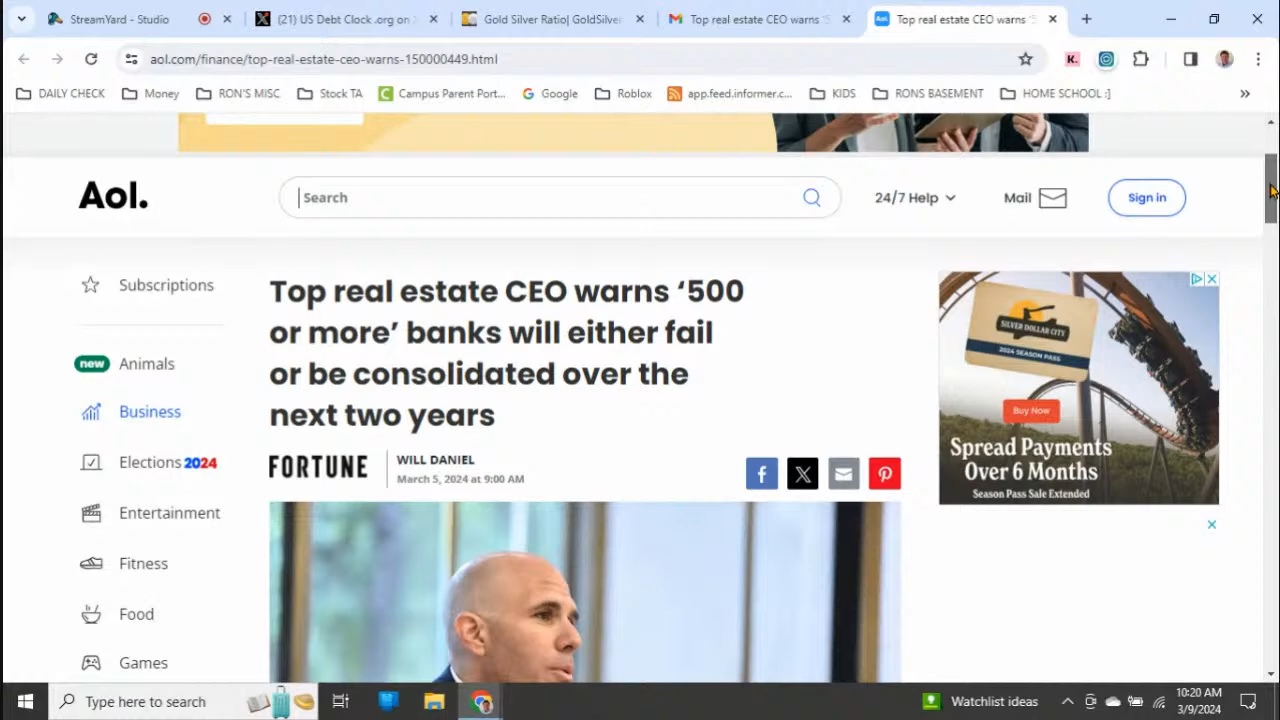 StreamYard - Studio
(21) US Debt Clock .org on
Gold Silver Ratio| GoldSilver
Top real estate CEO warns '5
Aol.
Top real estate CEO warns '5
aol.com/finance/top-real-estate-ceo-warns-150000449.html
K.
DAILY CHECK
Money
RON'S MISC
Stock TA
Campus Parent Port...
Google
Roblox
app.feed.informer.c...
KIDS
RONS BASEMENT
HOME SCHOOL :]
Aol.
Search
24/7 Help
Mail
Sign in
Subscriptions
new
Animals
Business
Elections 2024
Entertainment
Fitness
Food
Games
Top real estate CEO warns ‘500
or more’ banks will either fail
or be consolidated over the
next two years
FORTUNE
WILL DANIEL
March 5, 2024 at 9:00 AM
SILVER DOLLAR CITY
2024 SEASON PASS
Buy Now
Spread Payments
Over 6 Months
Season Pass Sale Extended
Type here to search
Watchlist ideas
10:20 AM
3/9/2024